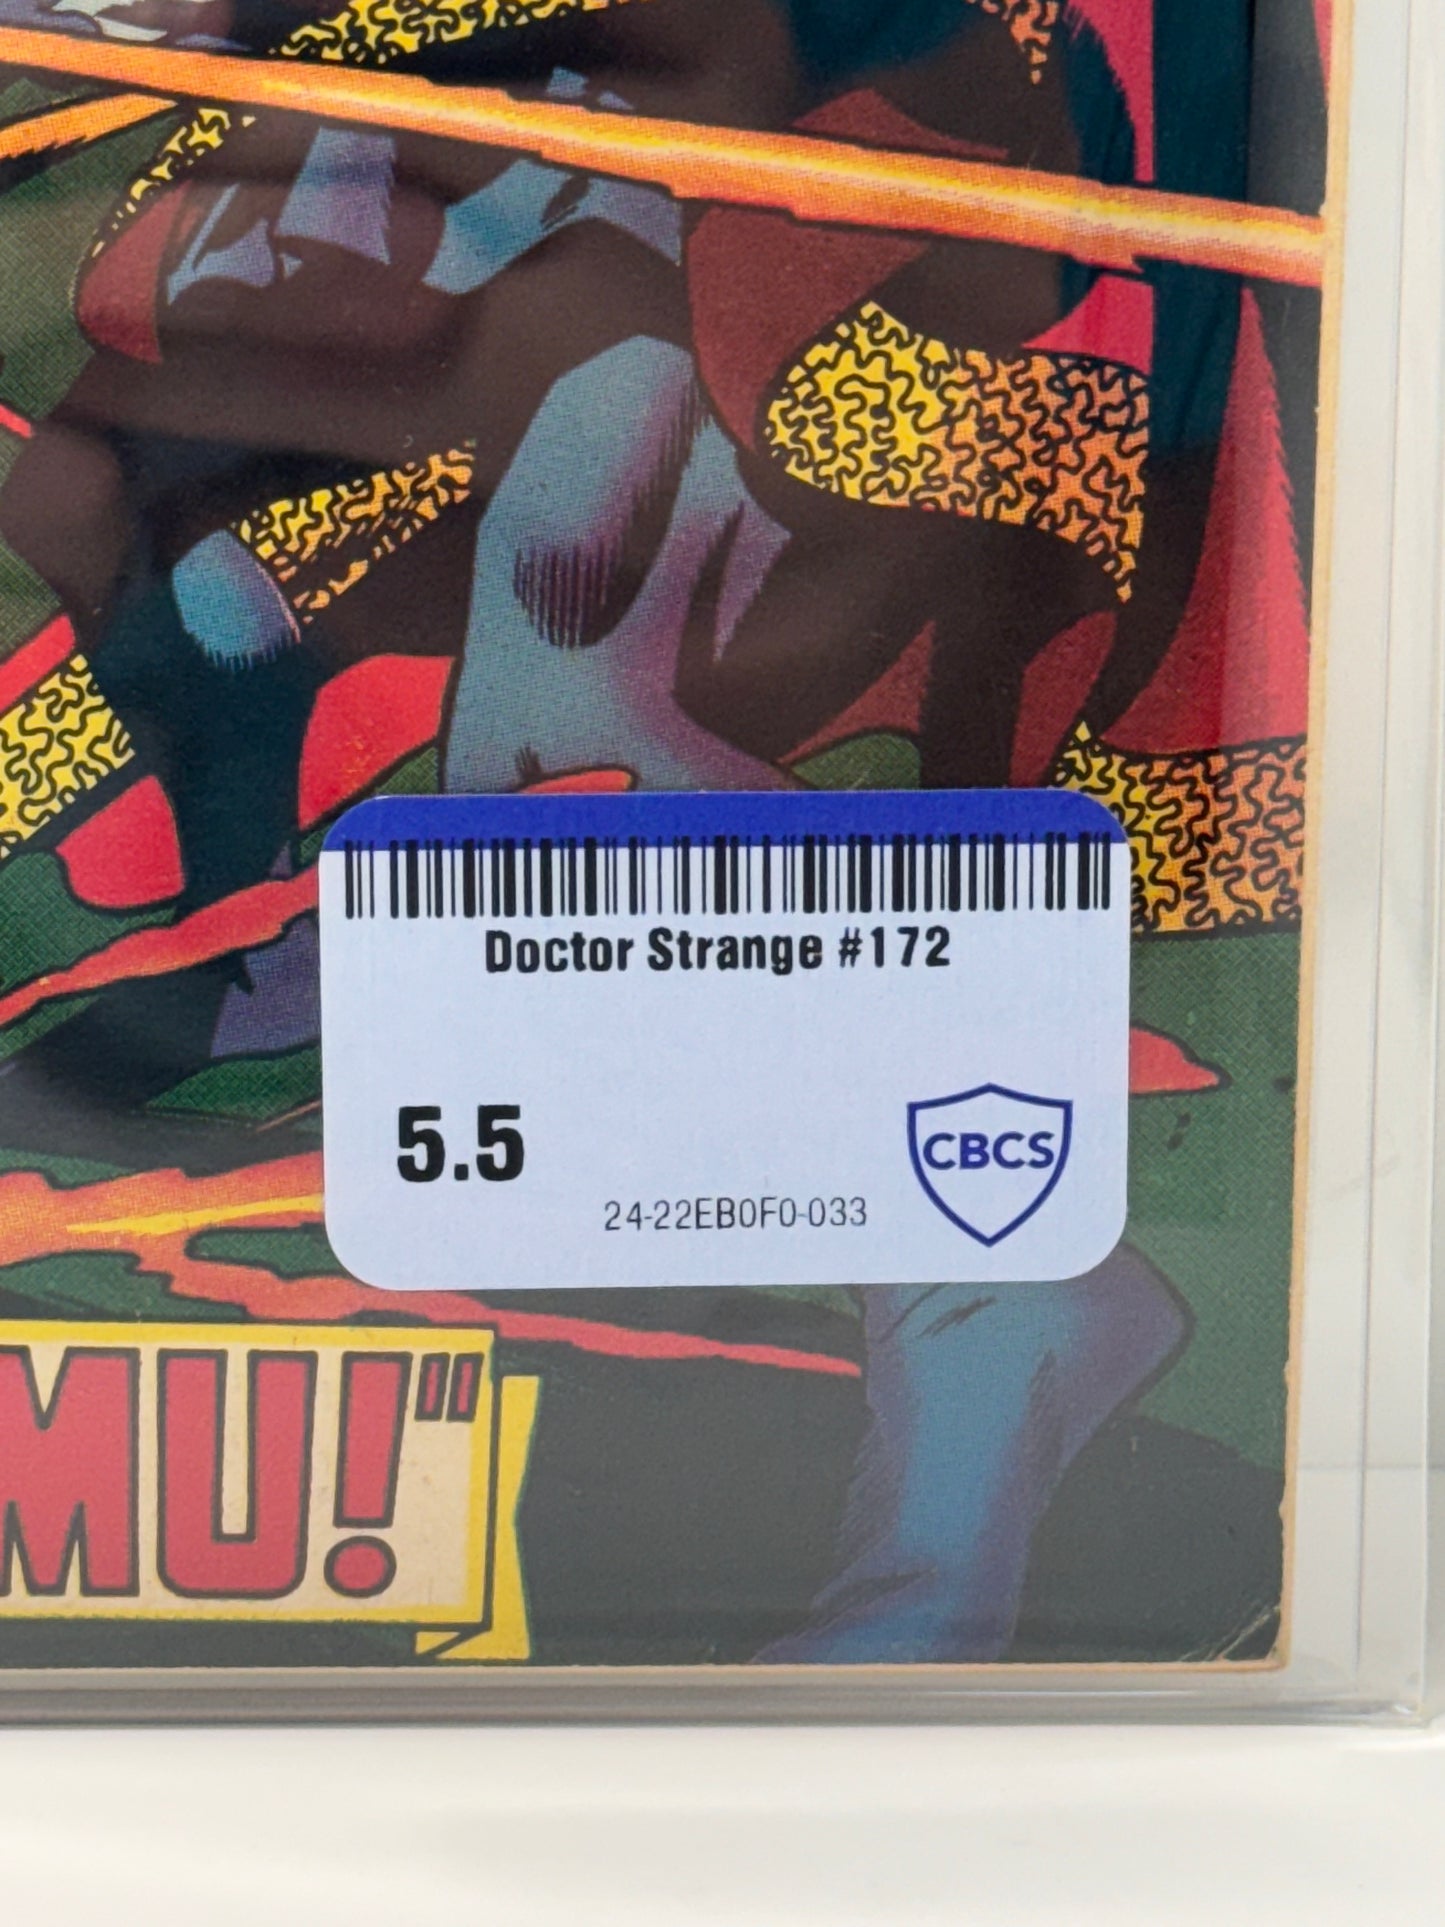 Doctor Strange #172
5.5
CBCS
24-22EB0F0-033
MU!"